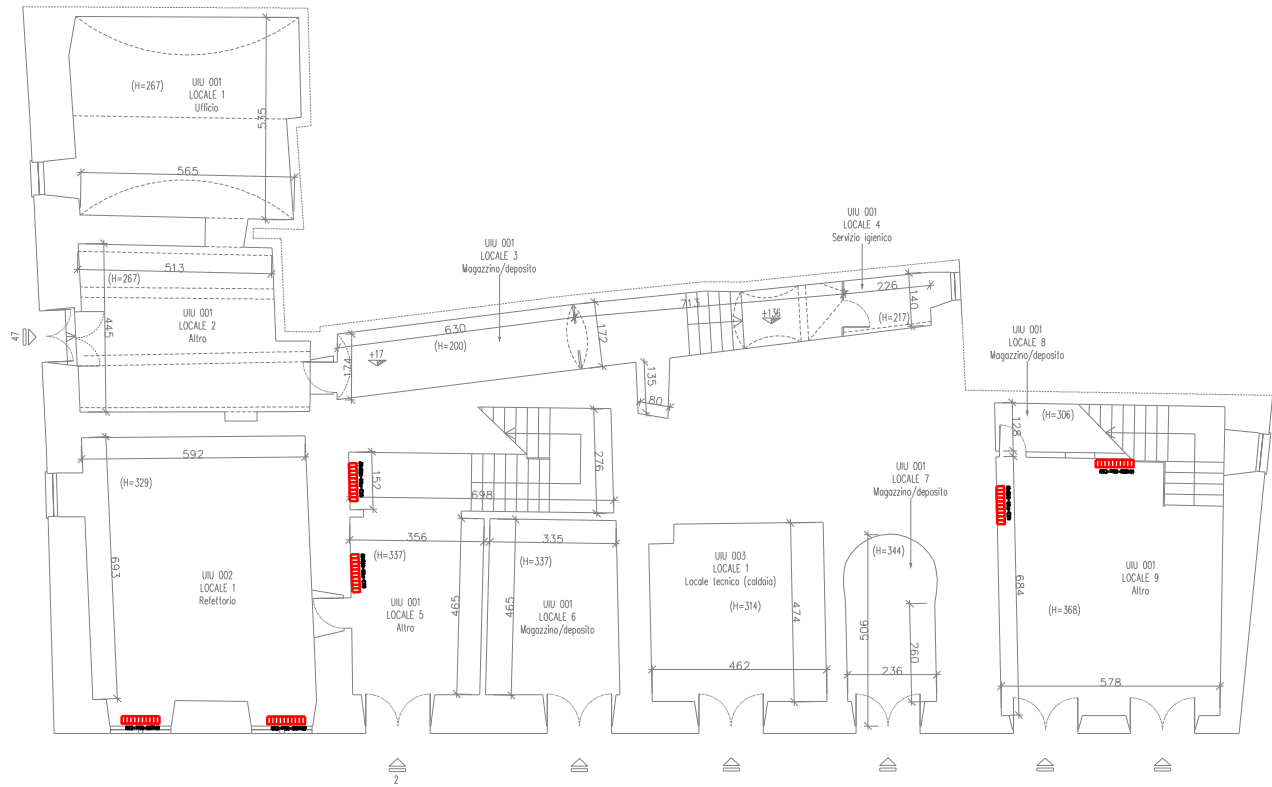 (H=267)
UIU 001
LOCALE 1
Ufficio
535
565
513
(H=267)
UIU 001
LOCALE 2
Altro
445
47
UIU 001
LOCALE 3
Magazzino/deposito
630
(H=200)
+17
174
172
713
+136
UIU 001
LOCALE 4
Servizio igienico
226
140
(H=217)
135
80
UIU 001
LOCALE 8
Magazzino/deposito
(H=306)
128
592
(H=329)
693
UIU 002
LOCALE 1
Refettorio
152
698
276
356
(H=337)
UIU 001
LOCALE 5
Altro
465
335
(H=337)
465
UIU 001
LOCALE 6
Magazzino/deposito
UIU 003
LOCALE 1
Locale tecnico (caldaia)
(H=314)
474
462
UIU 001
LOCALE 7
Magazzino/deposito
(H=344)
506
260
236
UIU 001
LOCALE 9
Altro
684
(H=368)
578
2